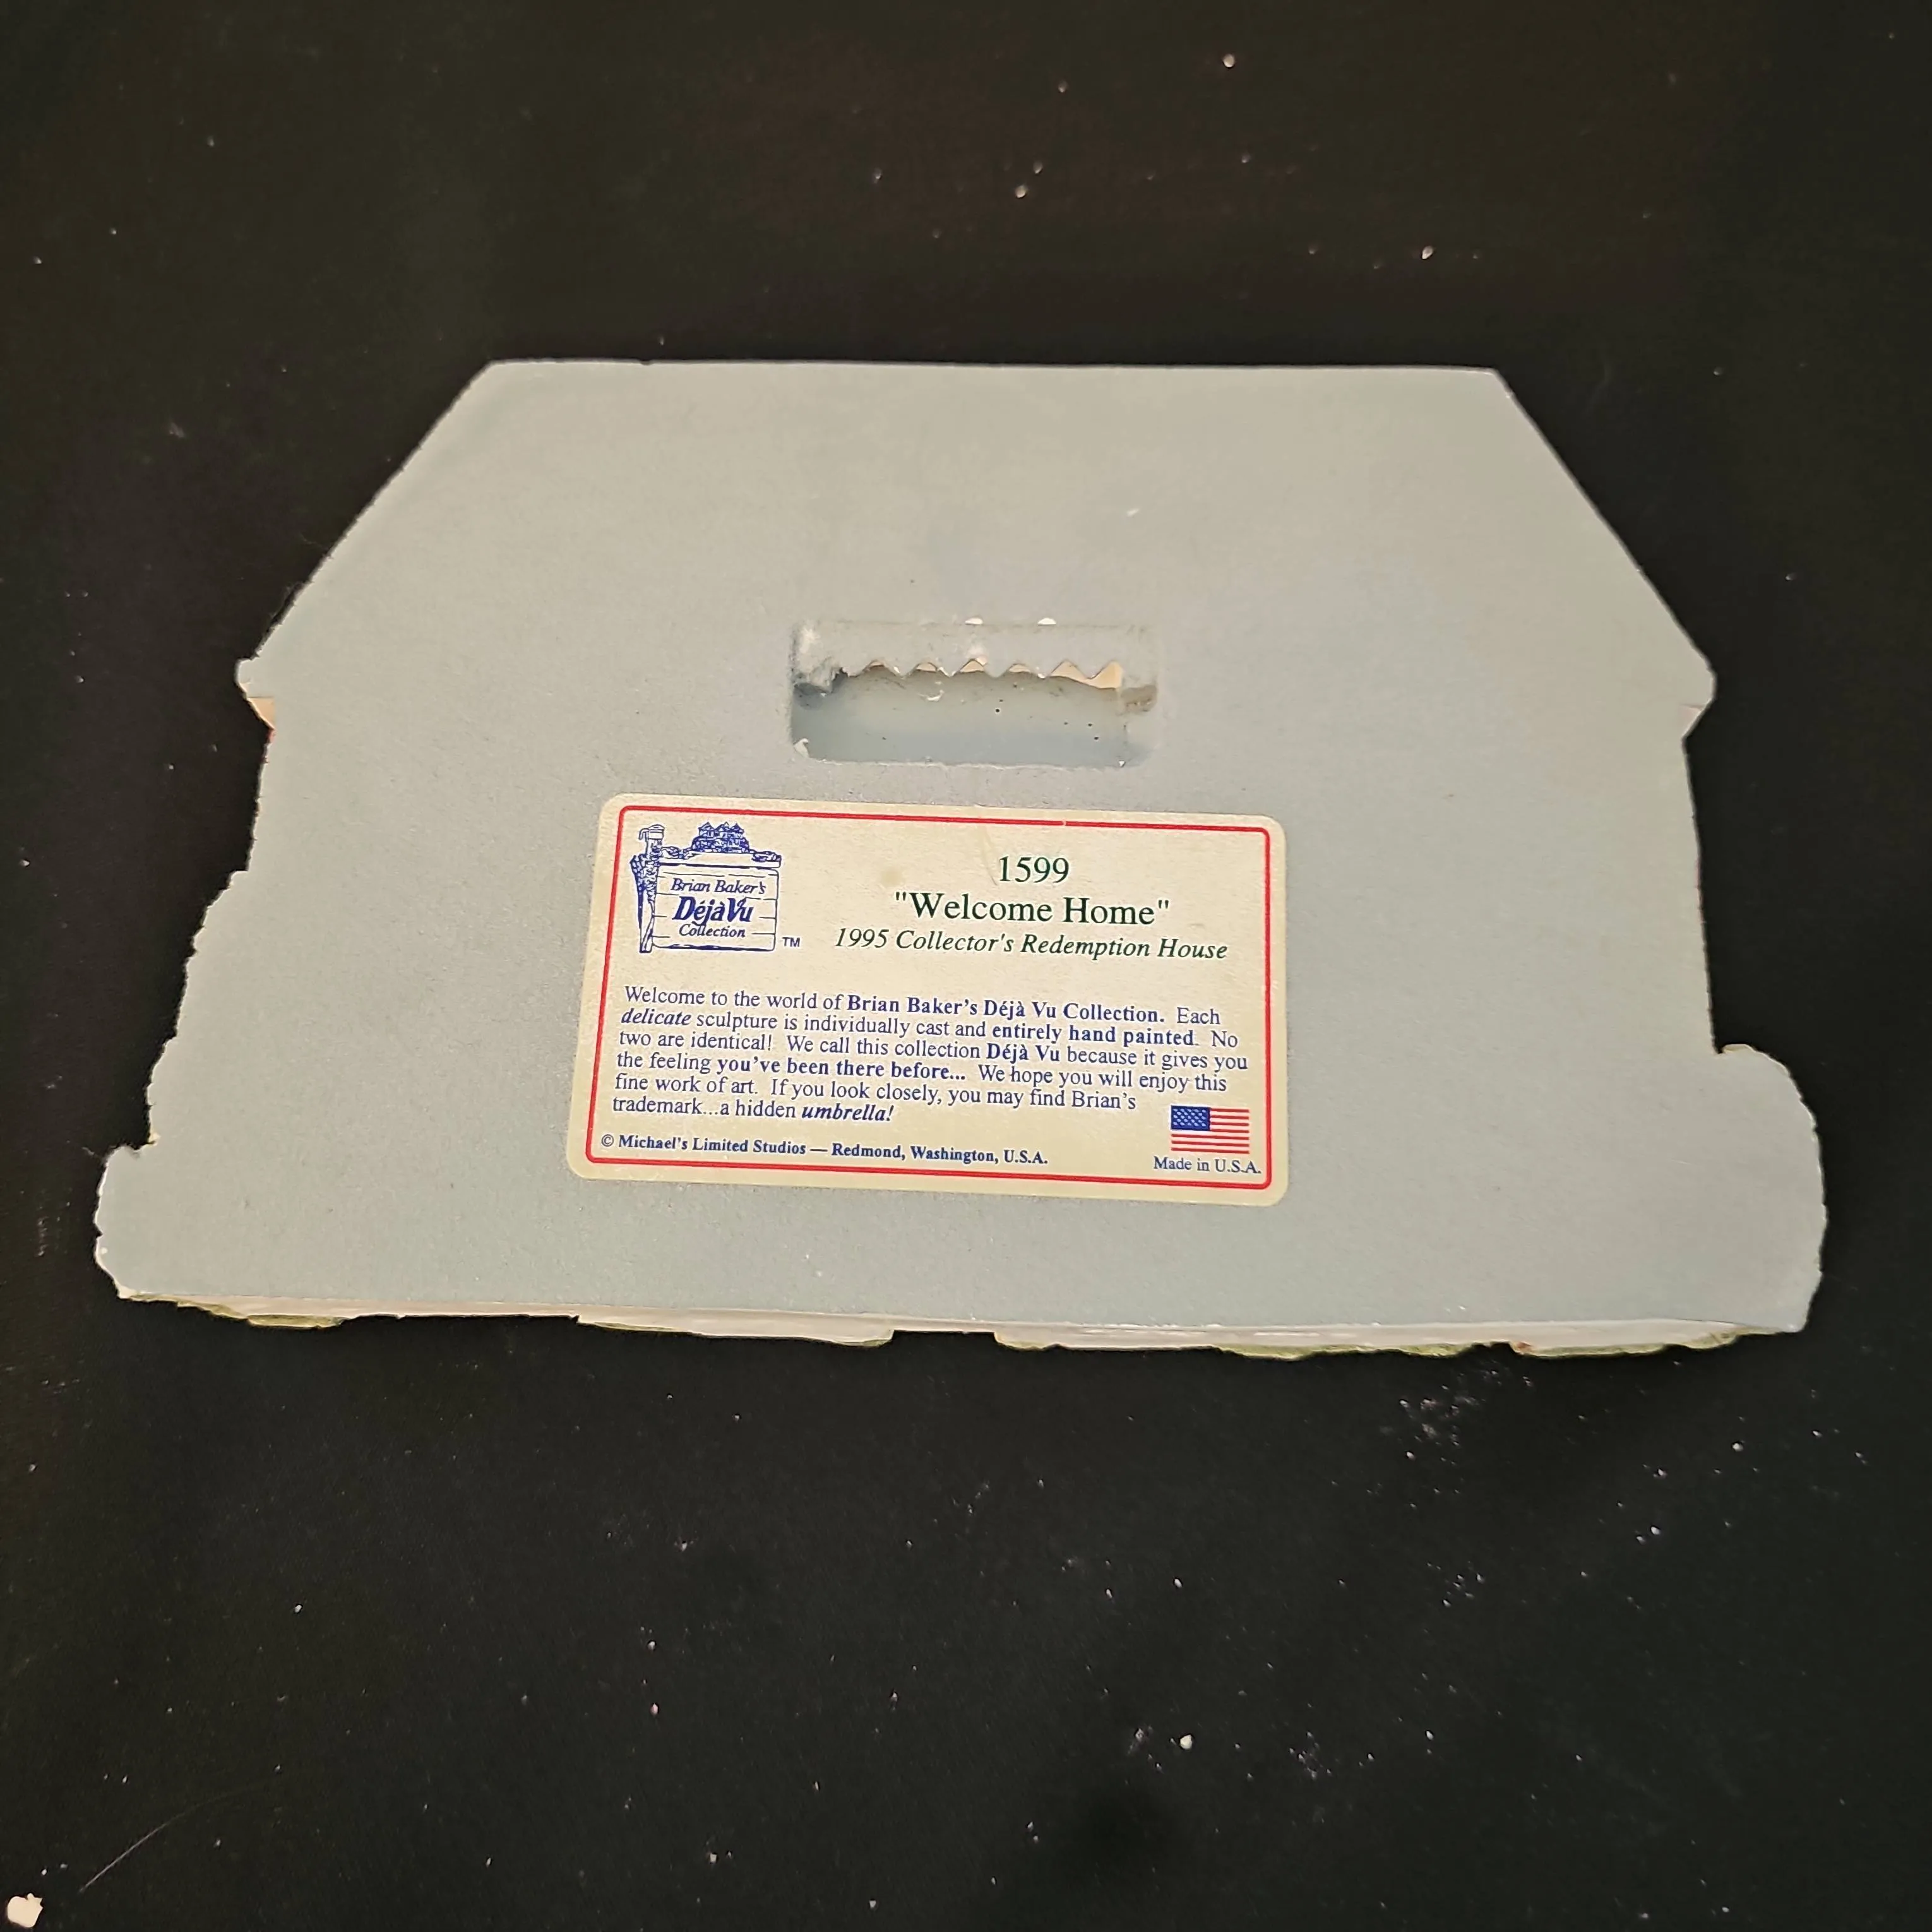 Brian Baker's
Déjà Vu
Collection
TM
1599
"Welcome Home"
1995 Collector's Redemption House
Welcome to the world of Brian Baker's Déjà Vu Collection. Each
delicate sculpture is individually cast and entirely hand painted. No
two are identical! We call this collection Déjà Vu because it gives you
the feeling you've been there before... We hope you will enjoy this
fine work of art. If you look closely, you may find Brian's
trademark...a hidden umbrella!
© Michael's Limited Studios — Redmond, Washington, U.S.A.
Made in U.S.A.